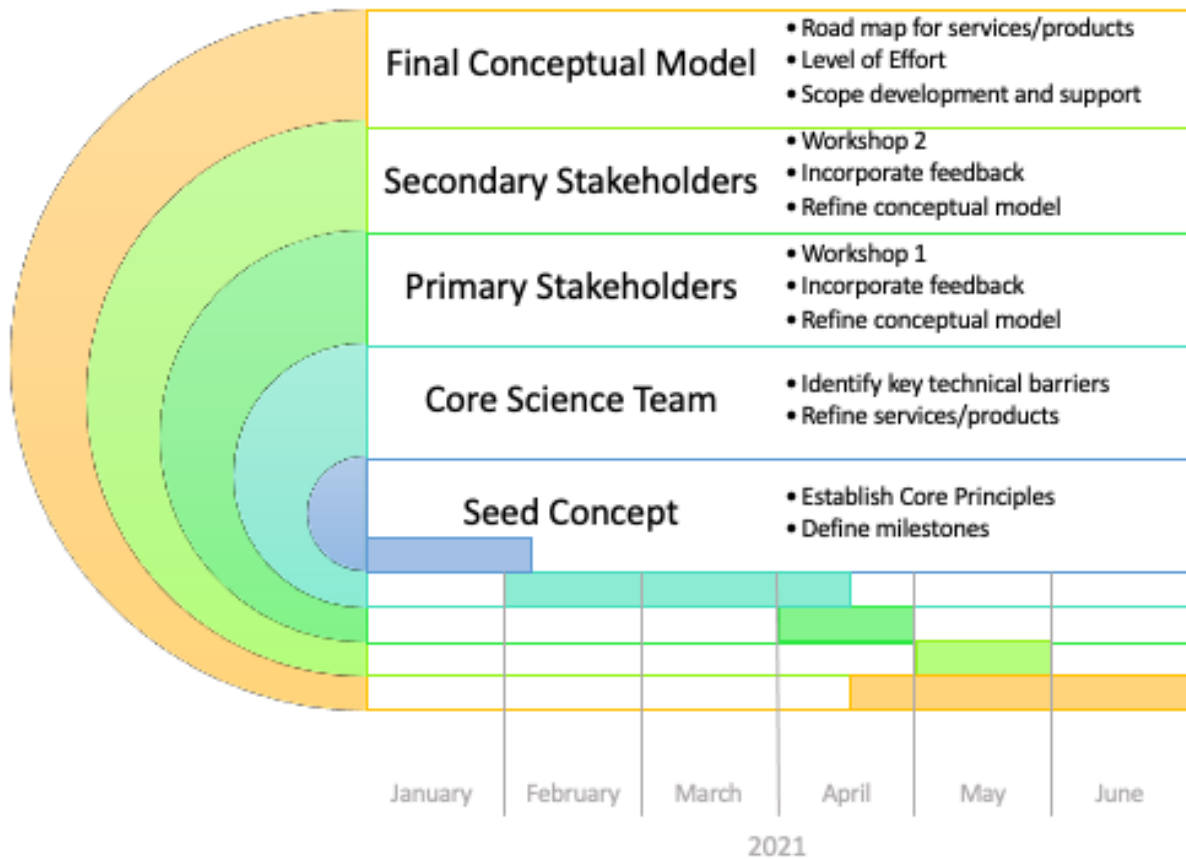 Final Conceptual Model
• Road map for services/products
• Level of Effort
• Scope development and support
Secondary Stakeholders
• Workshop 2
• Incorporate feedback
• Refine conceptual model
Primary Stakeholders
• Workshop 1
• Incorporate feedback
• Refine conceptual model
Core Science Team
• Identify key technical barriers
• Refine services/products
Seed Concept
• Establish Core Principles
• Define milestones
January
February
March
April
May
June
2021